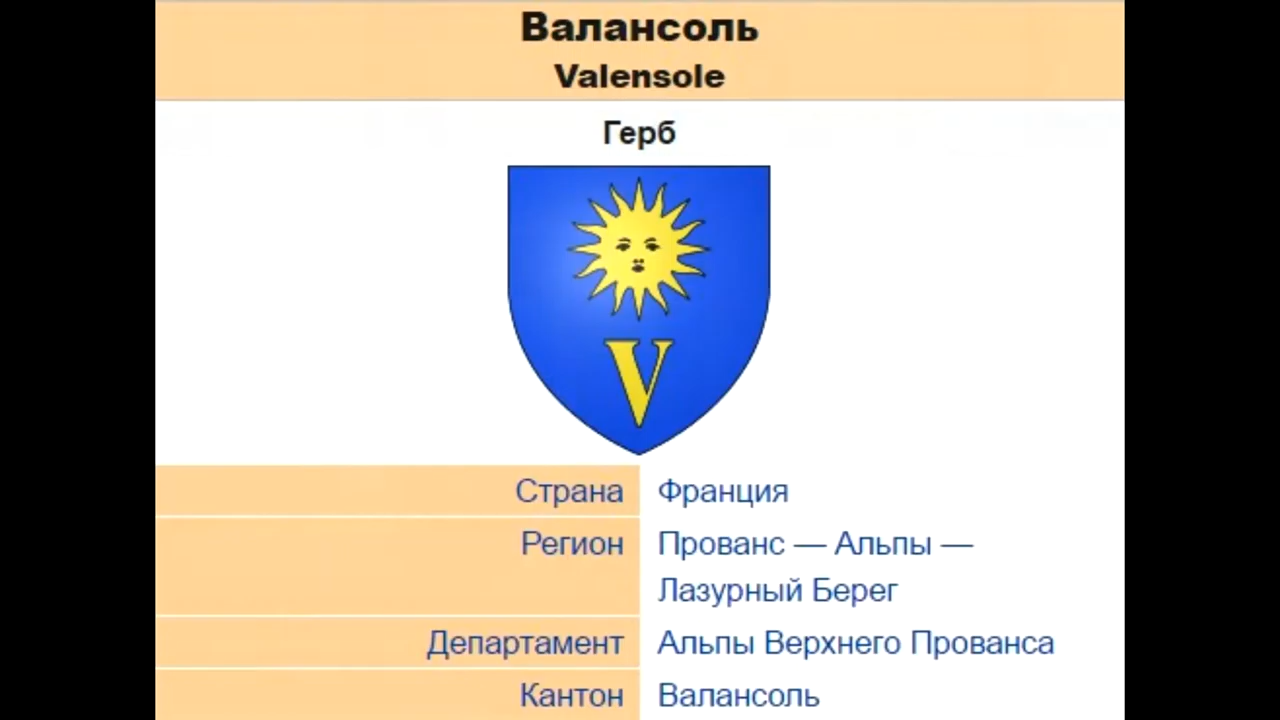 Валансоль
Valensole
Герб
V
Страна Франция
Регион Прованс — Альпы —
Лазурный Берег
Департамент Альпы Верхнего Прованса
Кантон Валансоль